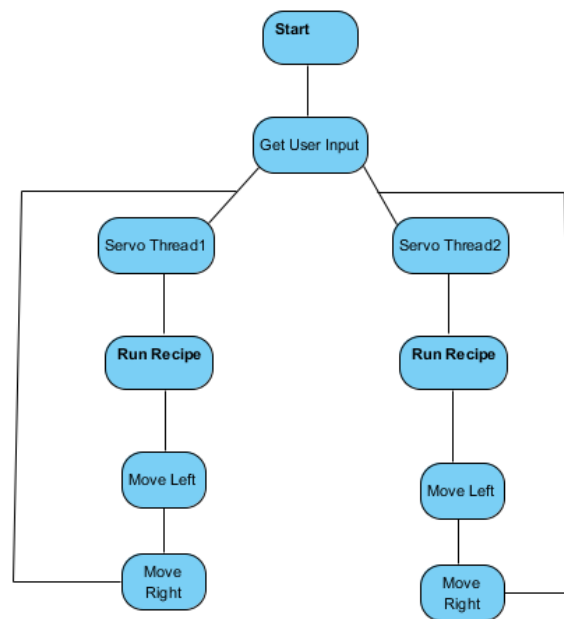 Start
Get User Input
Servo Thread1
Servo Thread2
Run Recipe
Run Recipe
Move Left
Move Left
Move
Right
Move
Right